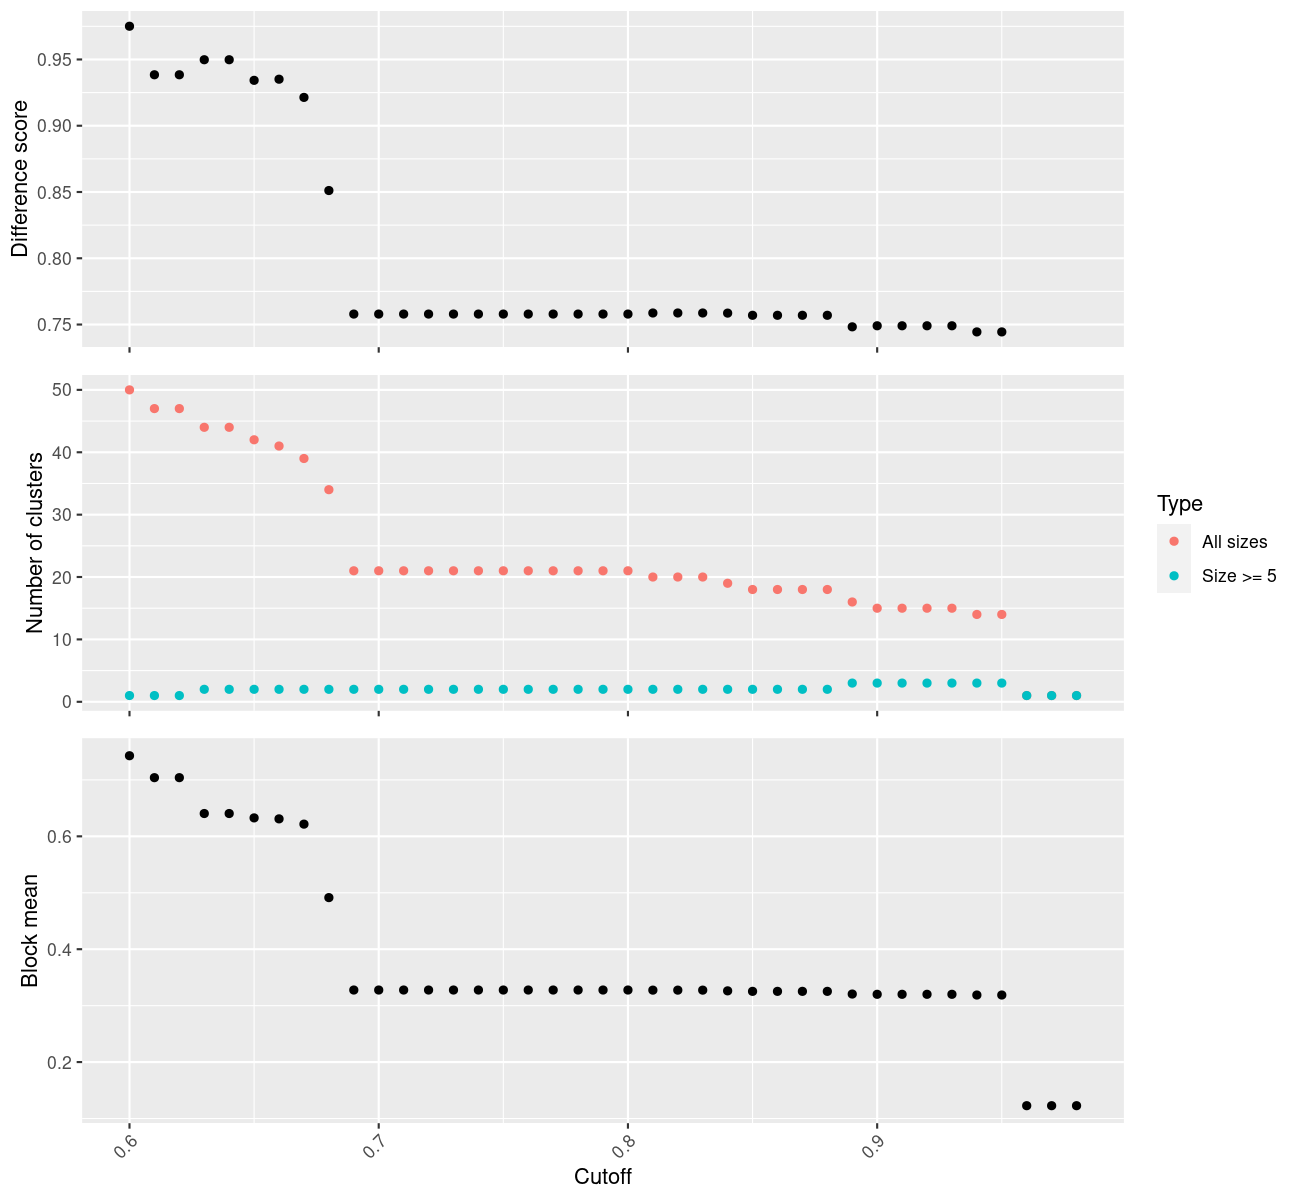 Difference score
0.95
0.90
0.85
0.80
0.75
Number of clusters
50
40
30
20
10
0
Type
All sizes
Size >= 5
Block mean
0.6
0.4
0.2
0.6 0.7 0.8 0.9
Cutoff